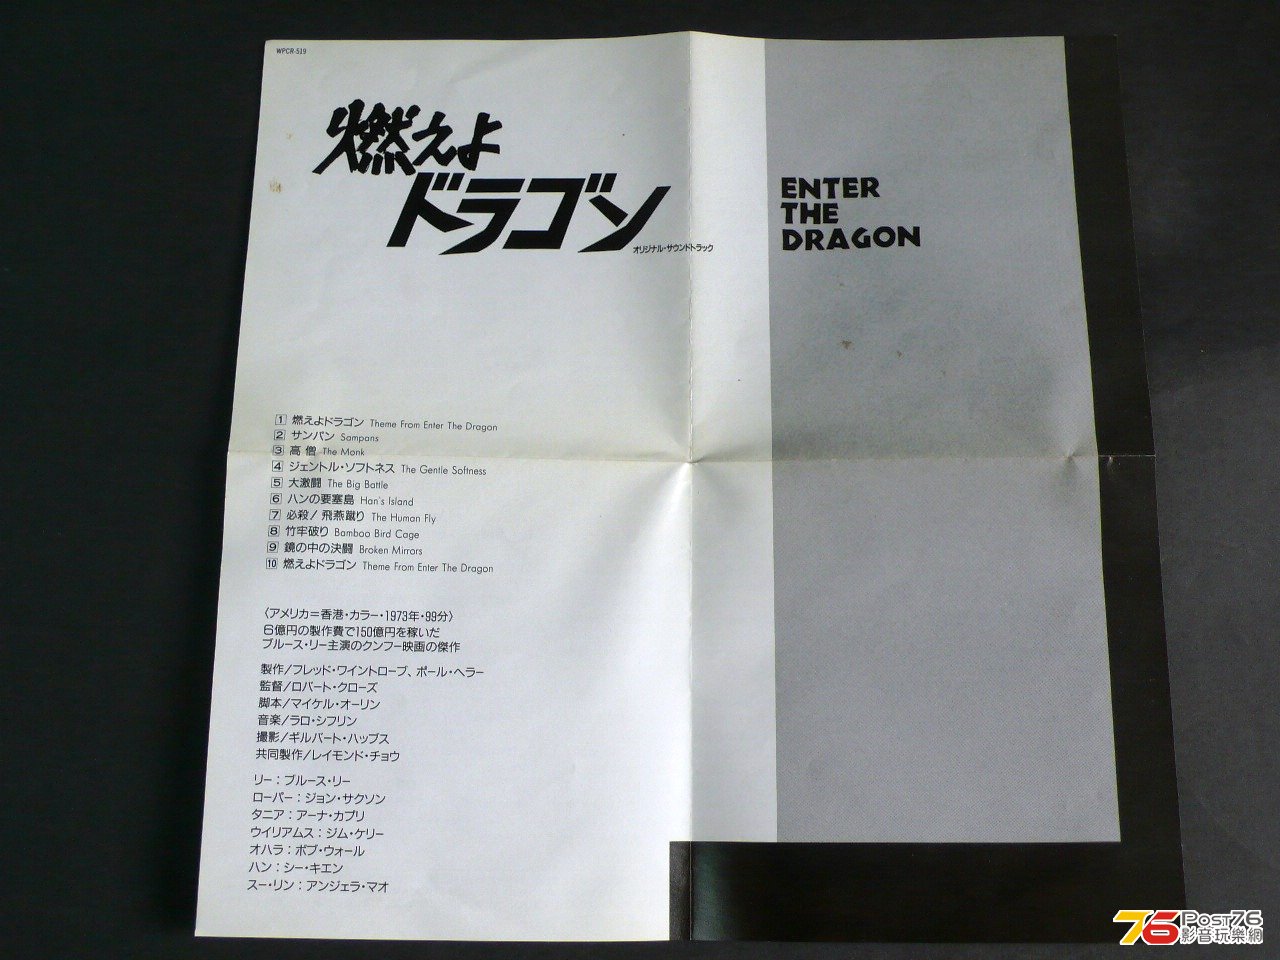 WPCR-519
燃えよ
ドラゴン
オリジナル・サウンドトラック
ENTER
THE
DRAGON
1 燃えよドラゴン Theme From Enter The Dragon
2 サンパン Sampans
3 高僧 The Monk
4 ジェントル・ソフトネス The Gentle Softness
5 大激闘 The Big Battle
6 ハンの要塞島 Han's Island
7 必殺！飛燕蹴り The Human Fly
8 竹牢破り Bamboo Bird Cage
9 鏡の中の決闘 Broken Mirrors
10 燃えよドラゴン Theme From Enter The Dragon
〈アメリカ＝香港・カラー・1973年・99分〉
6億円の製作費で150億円を稼いだ
ブルース・リー主演のクンフー映画の傑作
製作／フレッド・ワイントローブ、ポール・ヘラー
監督／ロバート・クローズ
脚本／マイケル・オーリン
音楽／ラロ・シフリン
撮影／ギルバート・ハッブス
共同製作／レイモンド・チョウ
リー：ブルース・リー
ローパー：ジョン・サクソン
タニア：アーナ・カプリ
ウイリアムス：ジム・ケリー
オハラ：ボブ・ウォール
ハン：シー・キエン
スー・リン：アンジェラ・マオ
76 Post76
影音玩樂網